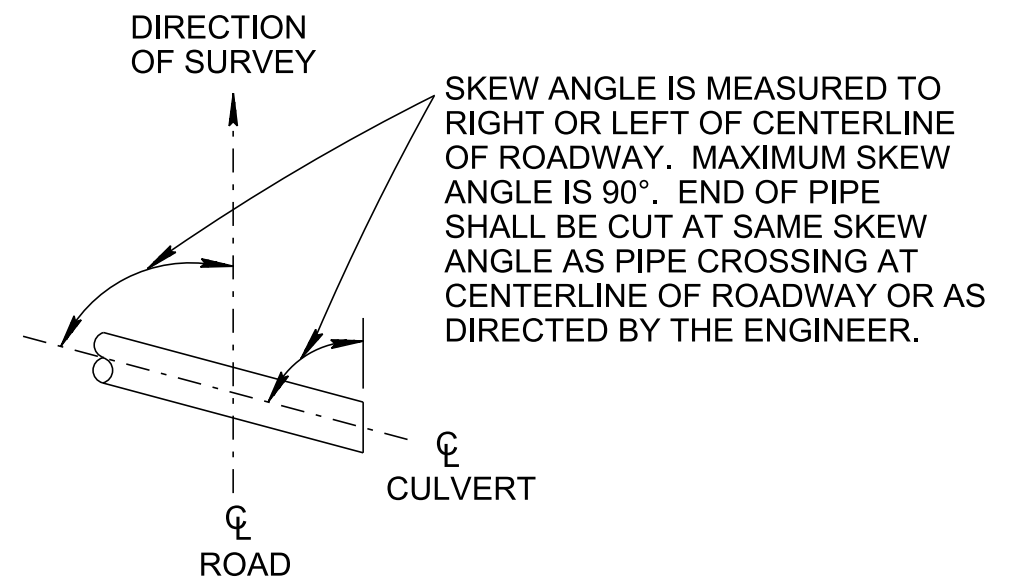 DIRECTION
OF SURVEY
SKEW ANGLE IS MEASURED TO
RIGHT OR LEFT OF CENTERLINE
OF ROADWAY. MAXIMUM SKEW
ANGLE IS 90°. END OF PIPE
SHALL BE CUT AT SAME SKEW
ANGLE AS PIPE CROSSING AT
CENTERLINE OF ROADWAY OR AS
DIRECTED BY THE ENGINEER.
℄
CULVERT
℄
ROAD